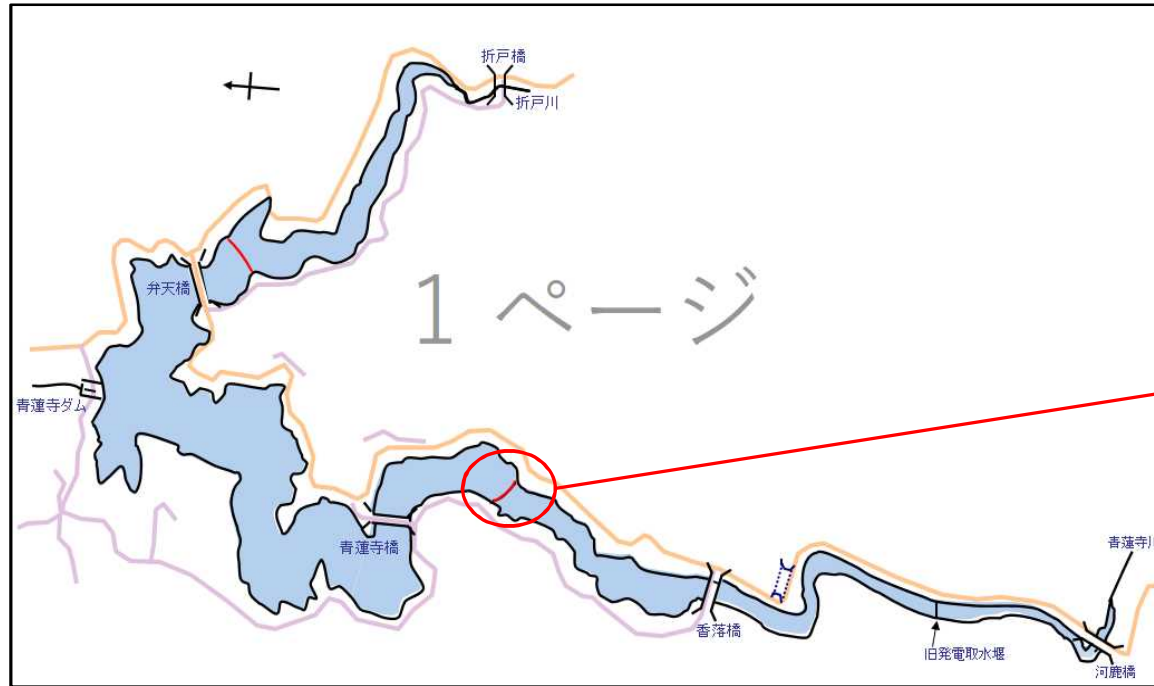 折戸橋
折戸川
弁天橋
1 ページ
青蓮寺ダム
青蓮寺橋
青蓮寺川
香落橋
旧発電取水堰
河鹿橋